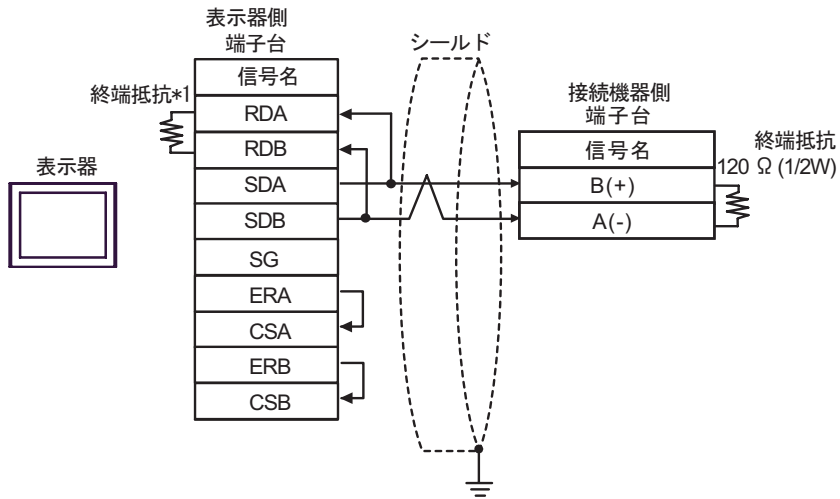 表示器側
端子台
シールド
信号名
終端抵抗*1
RDA
RDB
SDA
SDB
SG
ERA
CSA
ERB
CSB
表示器
接続機器側
端子台
信号名
B(+)
A(-)
終端抵抗
120 Ω (1/2W)